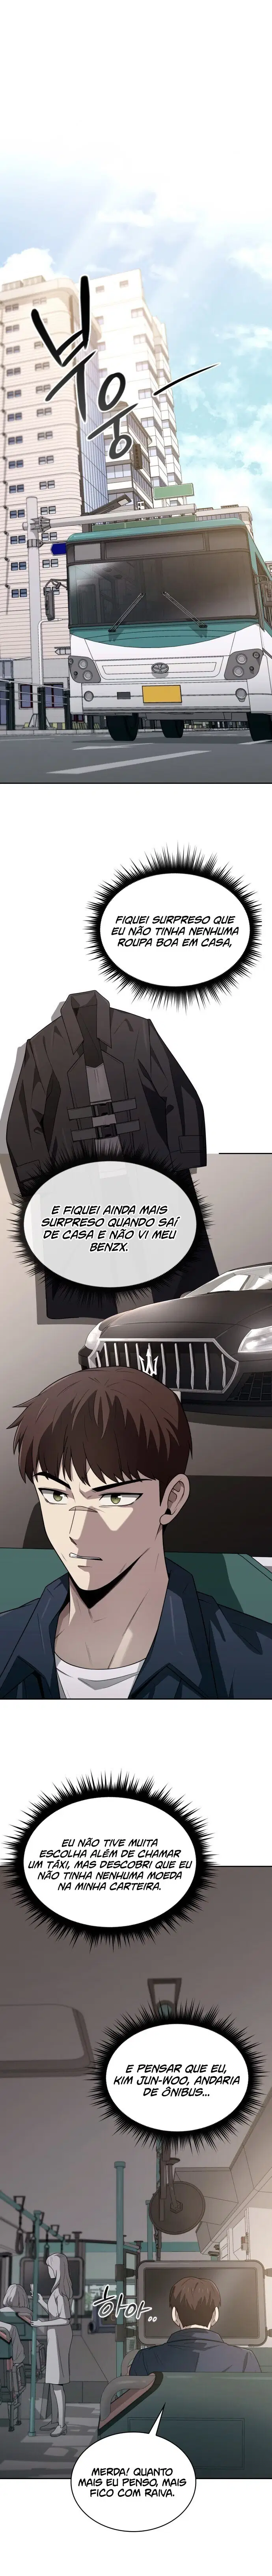 부웅
FIQUEI SURPRESO QUE
EU NÃO TINHA NENHUMA
ROUPA BOA EM CASA,
E FIQUEI AINDA MAIS
SURPRESO QUANDO SAÍ
DE CASA E NÃO VI MEU
BENZX.
EU NÃO TIVE MUITA
ESCOLHA ALÉM DE CHAMAR
UM TÁXI, MAS DESCOBRI QUE EU
NÃO TINHA NENHUMA MOEDA
NA MINHA CARTEIRA.
E PENSAR QUE EU,
KIM JUN-WOO, ANDARIA
DE ÔNIBUS...
하아..
MERDA! QUANTO
MAIS EU PENSO, MAIS
FICO COM RAIVA.